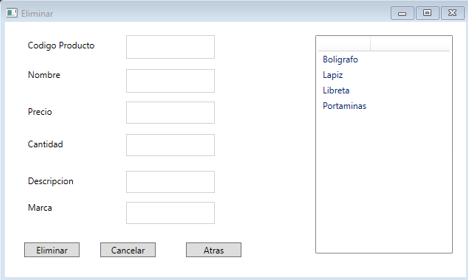 Eliminar
Codigo Producto
Nombre
Precio
Cantidad
Descripcion
Marca
Eliminar
Cancelar
Atras
Boligrafo
Lapiz
Libreta
Portaminas